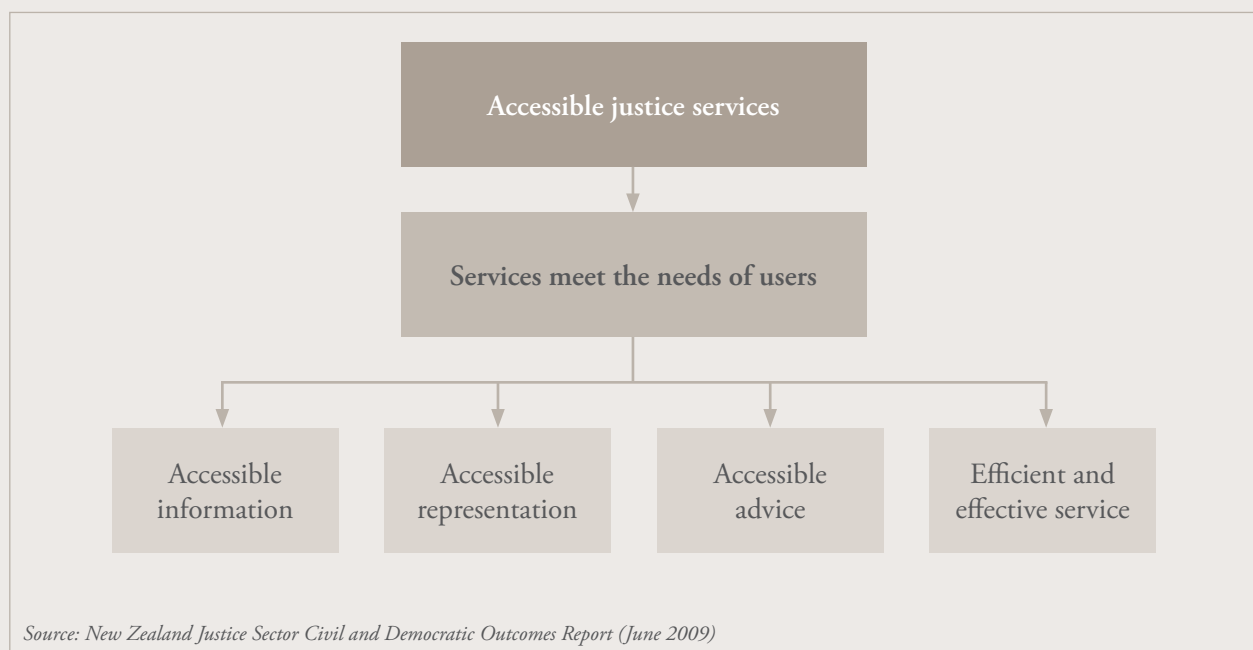 Accessible justice services
Services meet the needs of users
Accessible
information
Accessible
representation
Accessible
advice
Efficient and
effective service
Source: New Zealand Justice Sector Civil and Democratic Outcomes Report (June 2009)